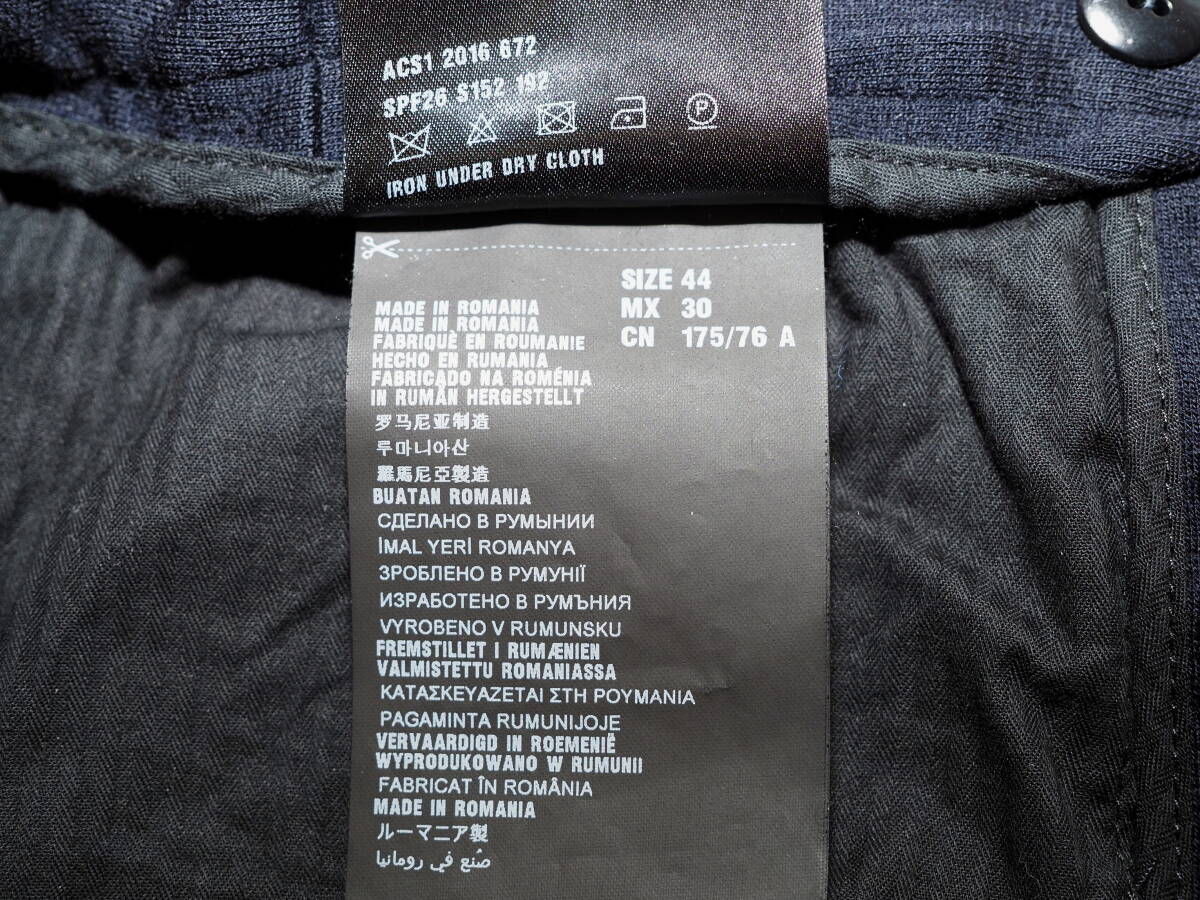 ACS1 2016 672
SPF26 S152 192
P
IRON UNDER DRY CLOTH
SIZE 44
MX 30
CN 175/76 A
MADE IN ROMANIA
MADE IN ROMANIA
FABRIQUÈ EN ROUMANIE
HECHO EN RUMANIA
FABRICADO NA ROMÉNIA
IN RUMÄN HERGESTELLT
罗马尼亚制造
루마니아산
羅馬尼亞製造
BUATAN ROMANIA
СДЕЛАНО В РУМЫНИИ
İMAL YERİ ROMANYA
ЗРОБЛЕНО В РУМУНІЇ
ИЗРАБОТЕНО В РУМЪНИЯ
VYROBENO V RUMUNSKU
FREMSTILLET I RUMÆNIEN
VALMISTETTU ROMANIASSA
ΚΑΤΑΣΚΕΥΑΖΕΤΑΙ ΣΤΗ ΡΟΥΜΑΝΙΑ
PAGAMINTA RUMUNIJOJE
VERVAARDIGD IN ROEMENIË
WYPRODUKOWANO W RUMUNII
FABRICAT ÎN ROMÂNIA
MADE IN ROMANIA
ルーマニア製
صُنع في رومانيا